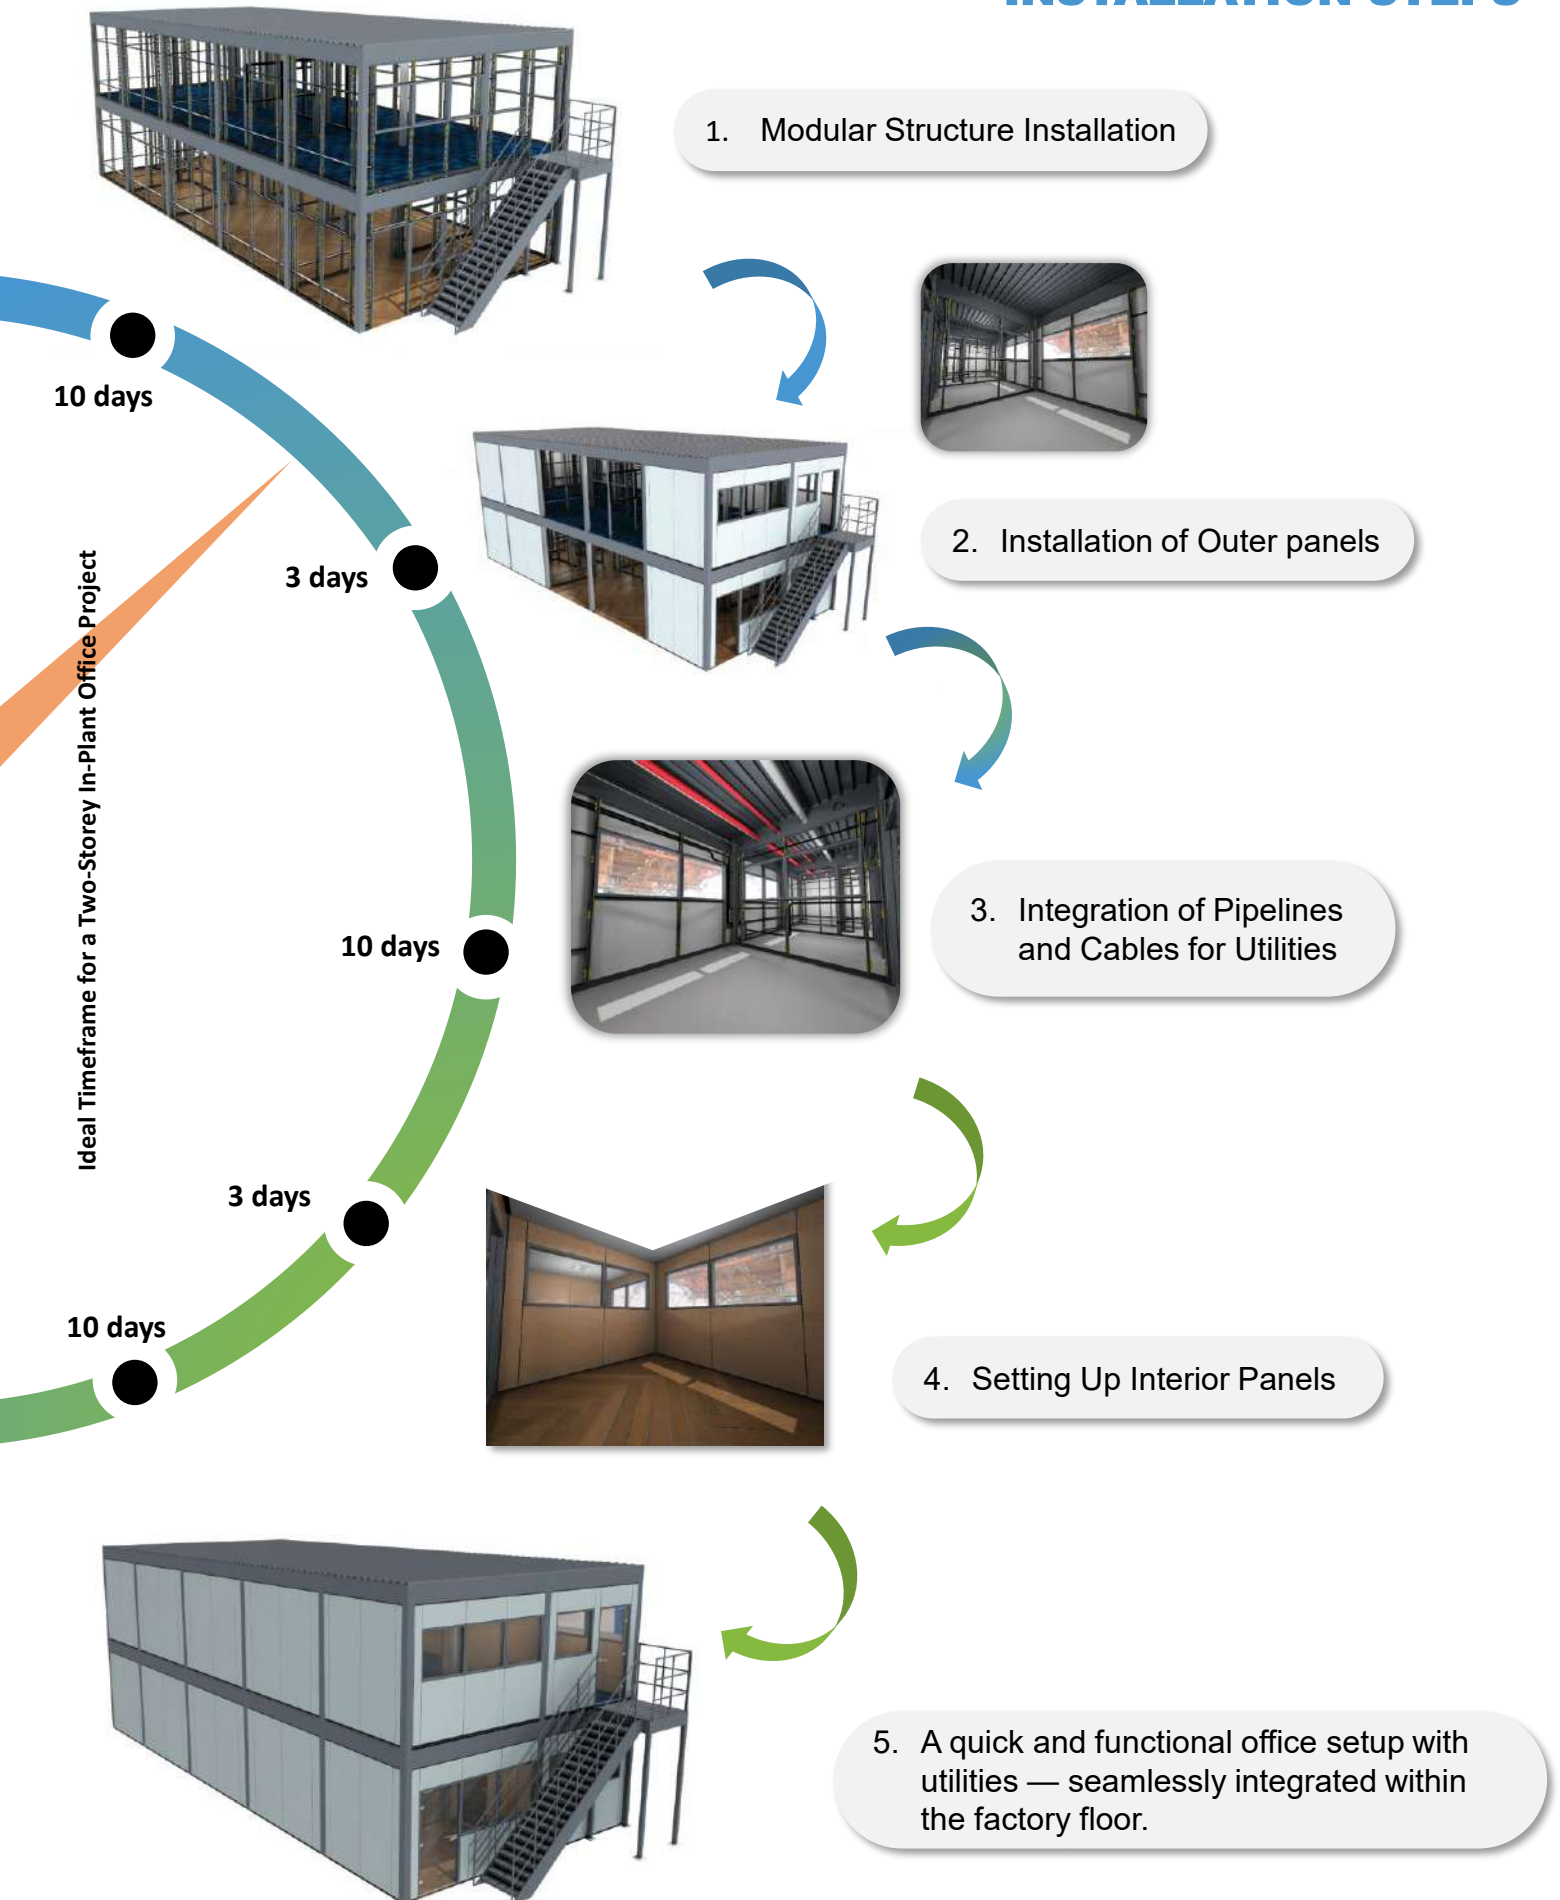 INSTALLATION STEPS
1. Modular Structure Installation
10 days
3 days
2. Installation of Outer panels
Ideal Timeframe for a Two-Storey In-Plant Office Project
10 days
3. Integration of Pipelines
and Cables for Utilities
3 days
10 days
4. Setting Up Interior Panels
5. A quick and functional office setup with
utilities — seamlessly integrated within
the factory floor.